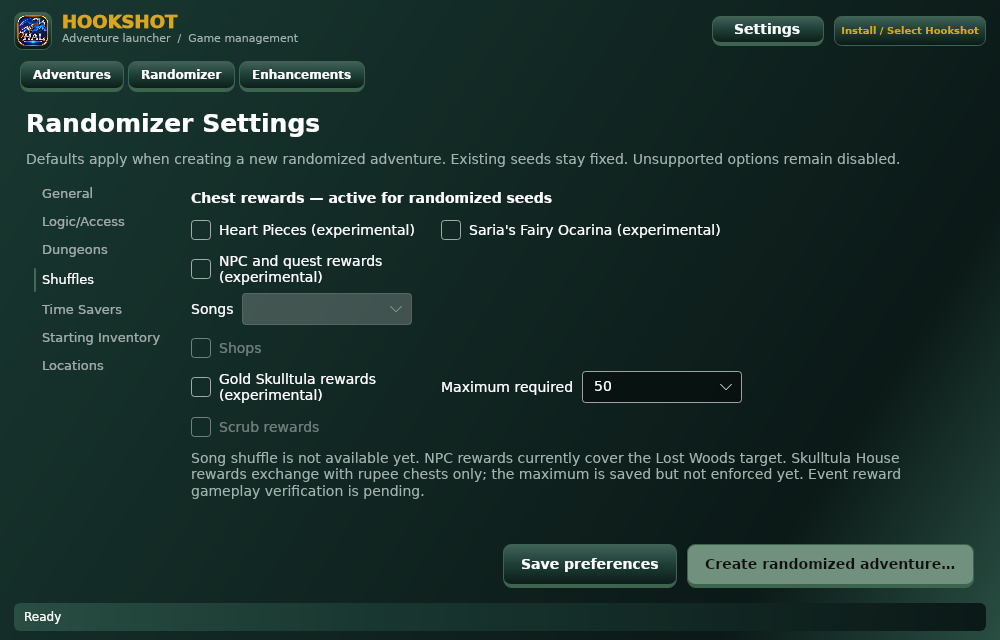 HOOKSHOT
Adventure launcher / Game management
Settings
Install / Select Hookshot
Adventures
Randomizer
Enhancements
Randomizer Settings
Defaults apply when creating a new randomized adventure. Existing seeds stay fixed. Unsupported options remain disabled.
General
Logic/Access
Dungeons
Shuffles
Time Savers
Starting Inventory
Locations
Chest rewards — active for randomized seeds
Heart Pieces (experimental)
Saria's Fairy Ocarina (experimental)
NPC and quest rewards
(experimental)
Songs
Shops
Gold Skulltula rewards
(experimental)
Maximum required
50
Scrub rewards
Song shuffle is not available yet. NPC rewards currently cover the Lost Woods target. Skulltula House
rewards exchange with rupee chests only; the maximum is saved but not enforced yet. Event reward
gameplay verification is pending.
Save preferences
Create randomized adventure...
Ready